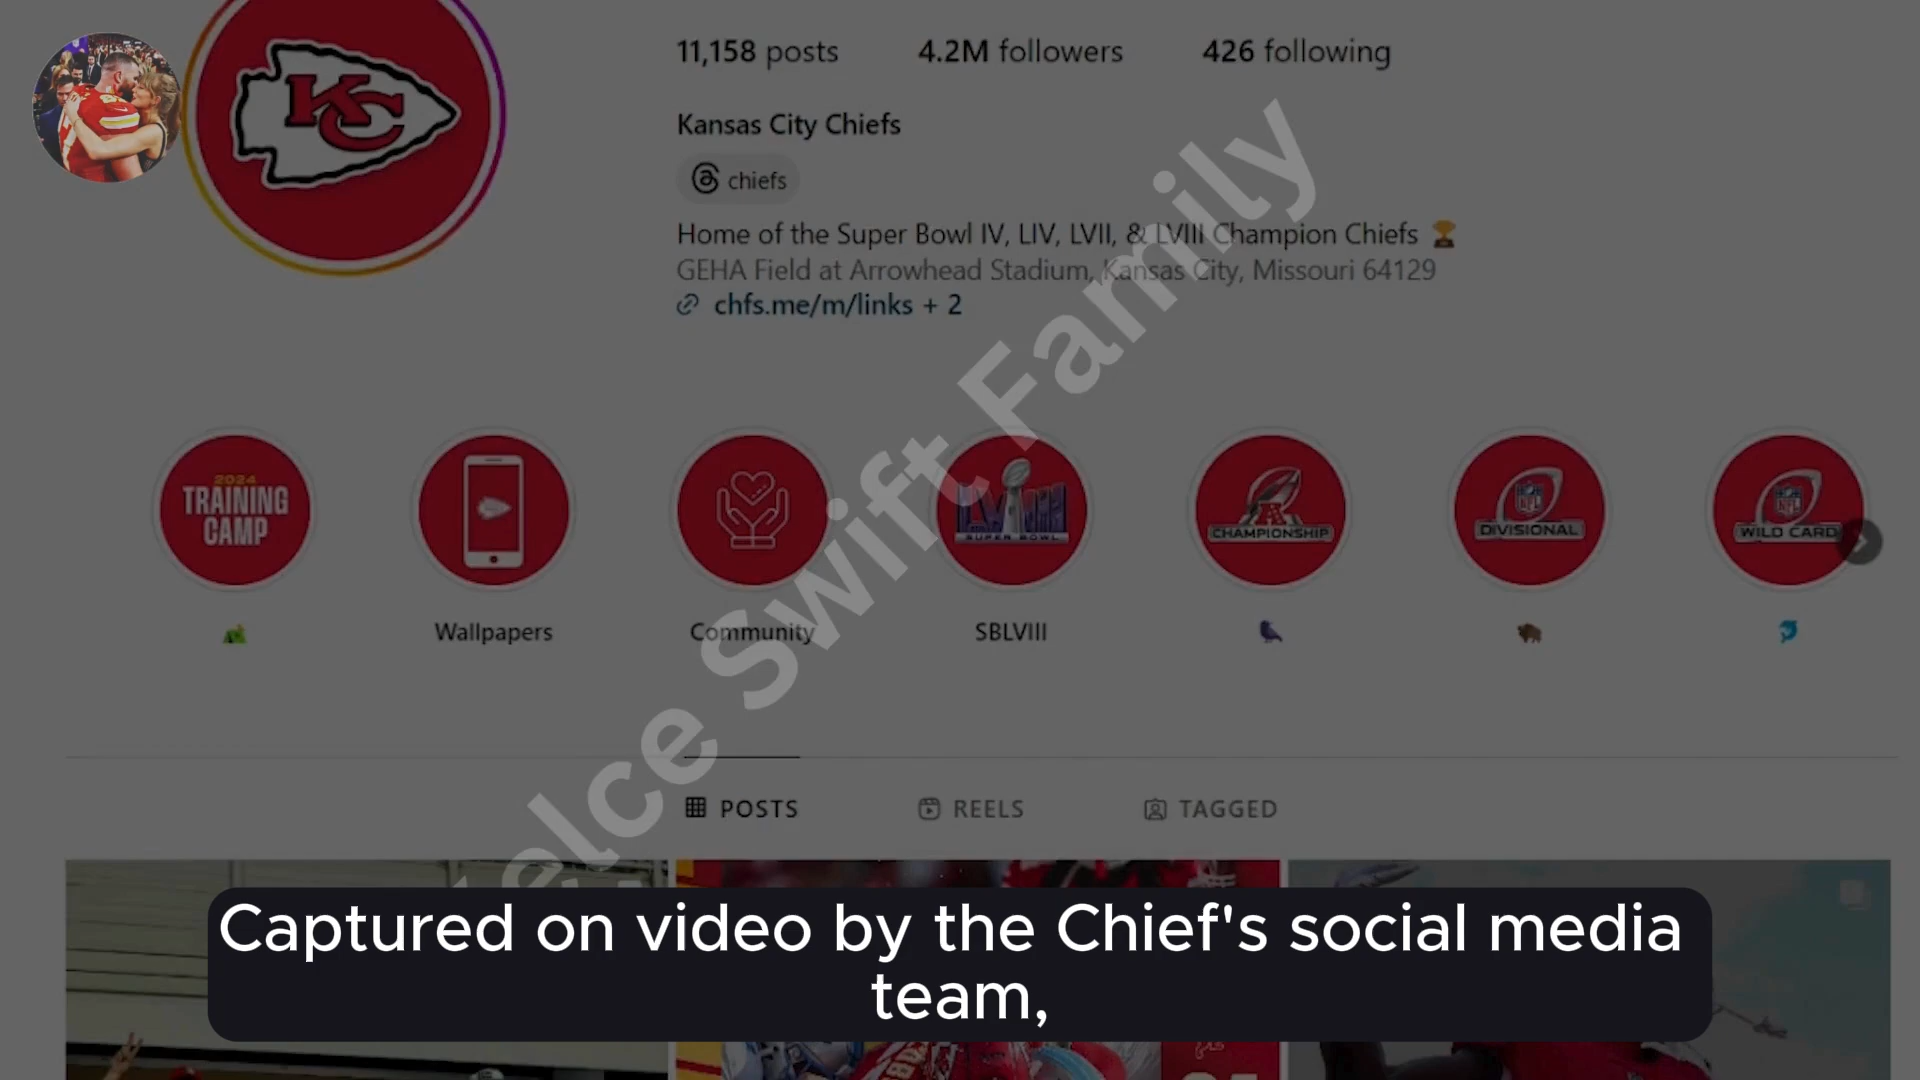 11,158 posts 4.2M followers 426 following
KC
Kansas City Chiefs
chiefs
Home of the Super Bowl IV, LIV, LVII, & LVIII Champion Chiefs 🏆
GEHA Field at Arrowhead Stadium, Kansas City, Missouri 64129
chfs.me/m/links + 2
2024
TRAINING
CAMP
LVIII
SUPER BOWL
CHAMPIONSHIP
NFL
DIVISIONAL
NFL
WILD CARD
Wallpapers
Community
SBLVIII
elce Swift Family
POSTS
REELS
TAGGED
Captured on video by the Chief's social media
team,